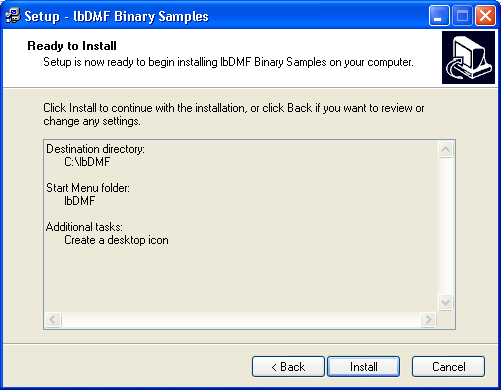 Setup - lbDMF Binary Samples
Ready to Install
Setup is now ready to begin installing lbDMF Binary Samples on your computer.
Click Install to continue with the installation, or click Back if you want to review or
change any settings.
Destination directory:
C:\lbDMF
Start Menu folder:
lbDMF
Additional tasks:
Create a desktop icon
< Back
Install
Cancel